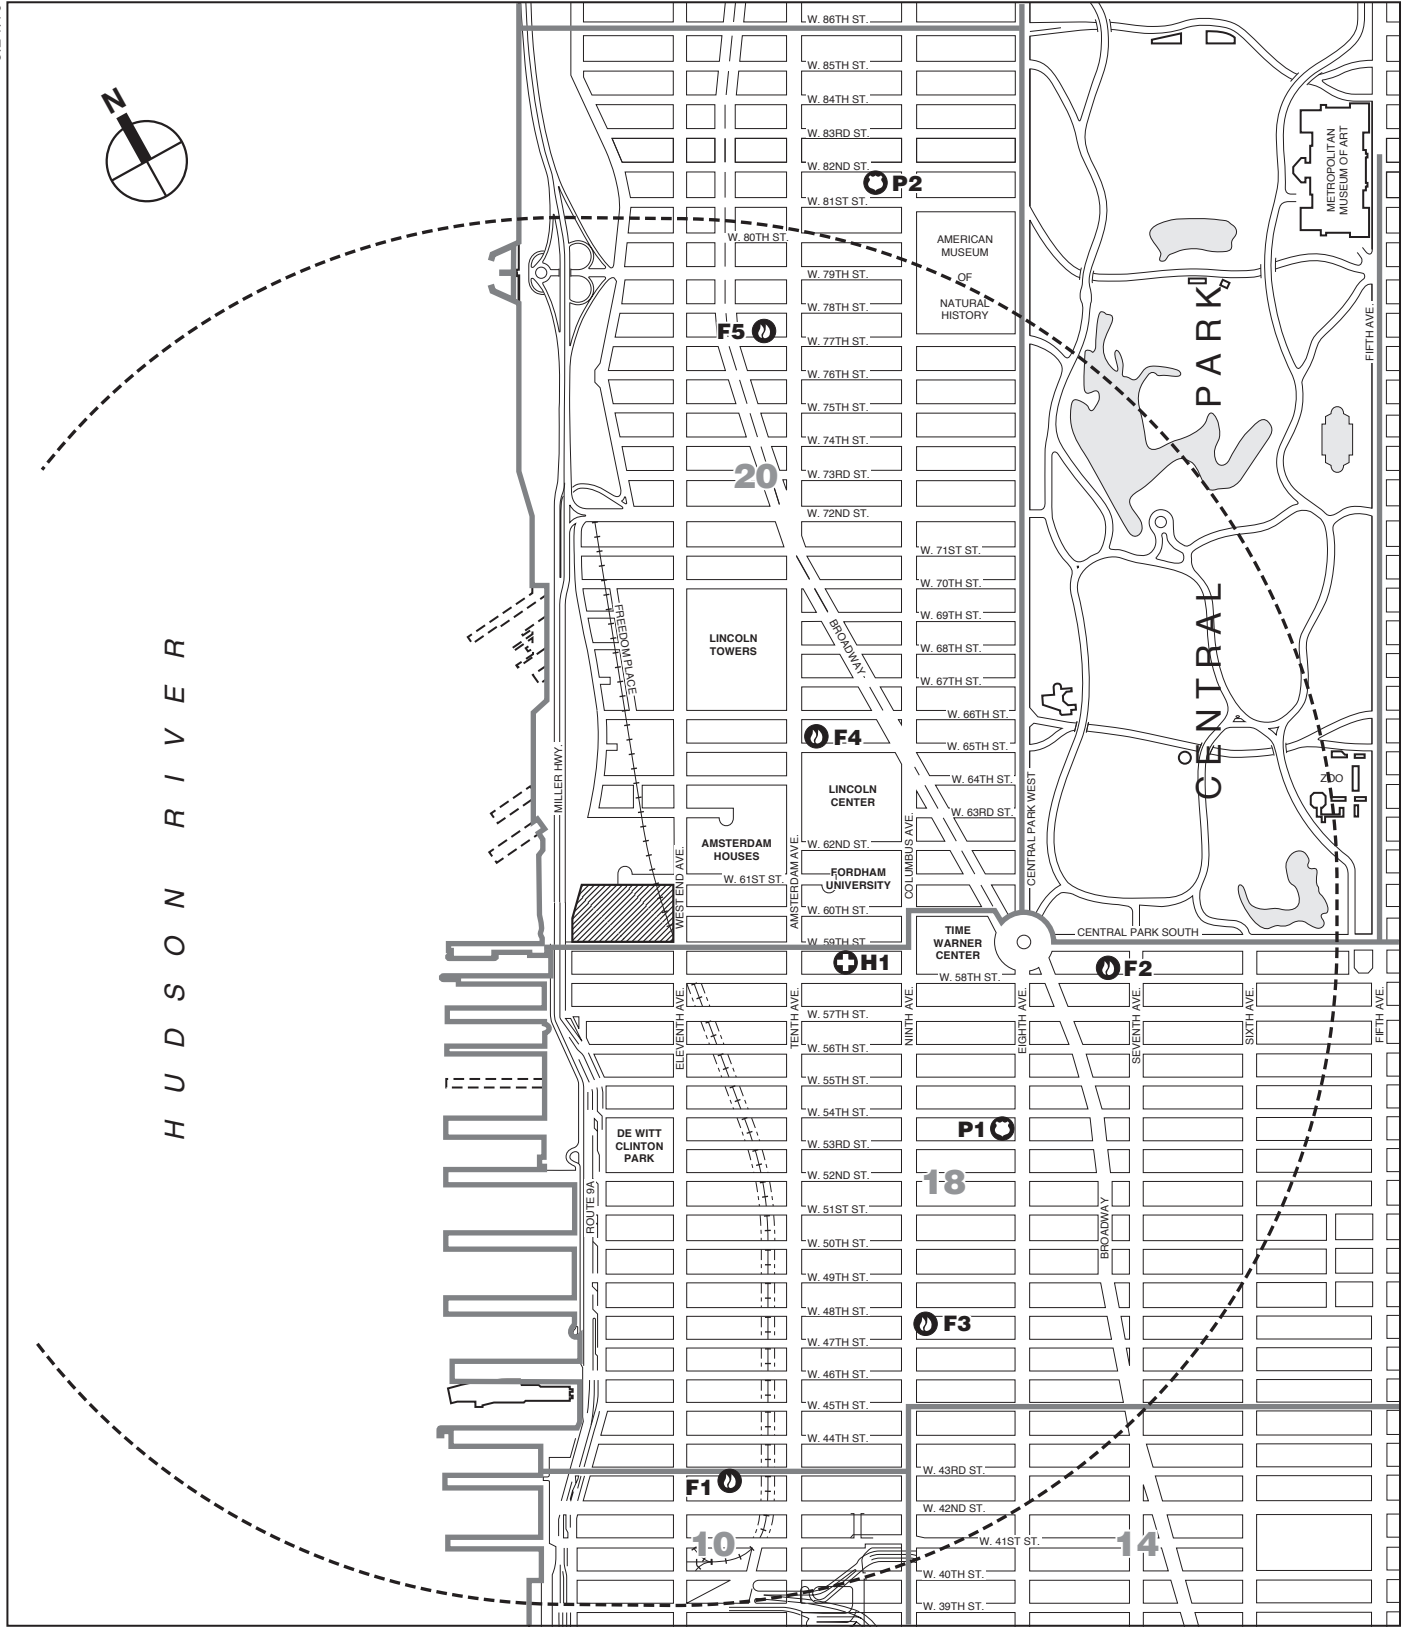 W. 86TH ST.
W. 85TH ST.
W. 84TH ST.
W. 83RD ST.
W. 82ND ST.
P2
W. 81ST ST.
N
METROPOLITAN
MUSEUM OF ART
W. 80TH ST.
AMERICAN
MUSEUM
OF
NATURAL
HISTORY
W. 79TH ST.
W. 78TH ST.
F5
W. 77TH ST.
FIFTH AVE.
W. 76TH ST.
W. 75TH ST.
W. 74TH ST.
20
W. 73RD ST.
W. 72ND ST.
W. 71ST ST.
W. 70TH ST.
CENTRAL PARK
FREEDOM PLACE
LINCOLN
TOWERS
BROADWAY
W. 69TH ST.
W. 68TH ST.
W. 67TH ST.
W. 66TH ST.
F4
W. 65TH ST.
HUDSON RIVER
MILLER HWY.
W. 64TH ST.
ZOO
LINCOLN
CENTER
W. 63RD ST.
CENTRAL PARK WEST
AMSTERDAM
HOUSES
W. 62ND ST.
COLUMBUS AVE.
WEST END AVE.
AMSTERDAM AVE.
W. 61ST ST.
FORDHAM
UNIVERSITY
W. 60TH ST.
TIME
WARNER
CENTER
CENTRAL PARK SOUTH
W. 59TH ST.
H1
F2
W. 58TH ST.
ELEVENTH AVE.
TENTH AVE.
NINTH AVE.
EIGHTH AVE.
SEVENTH AVE.
SIXTH AVE.
FIFTH AVE.
W. 57TH ST.
W. 56TH ST.
W. 55TH ST.
W. 54TH ST.
P1
DE WITT
CLINTON
PARK
W. 53RD ST.
W. 52ND ST.
18
ROUTE 9A
W. 51ST ST.
BROADWAY
W. 50TH ST.
W. 49TH ST.
W. 48TH ST.
F3
W. 47TH ST.
W. 46TH ST.
W. 45TH ST.
W. 44TH ST.
W. 43RD ST.
F1
W. 42ND ST.
10
W. 41ST ST.
14
W. 40TH ST.
W. 39TH ST.